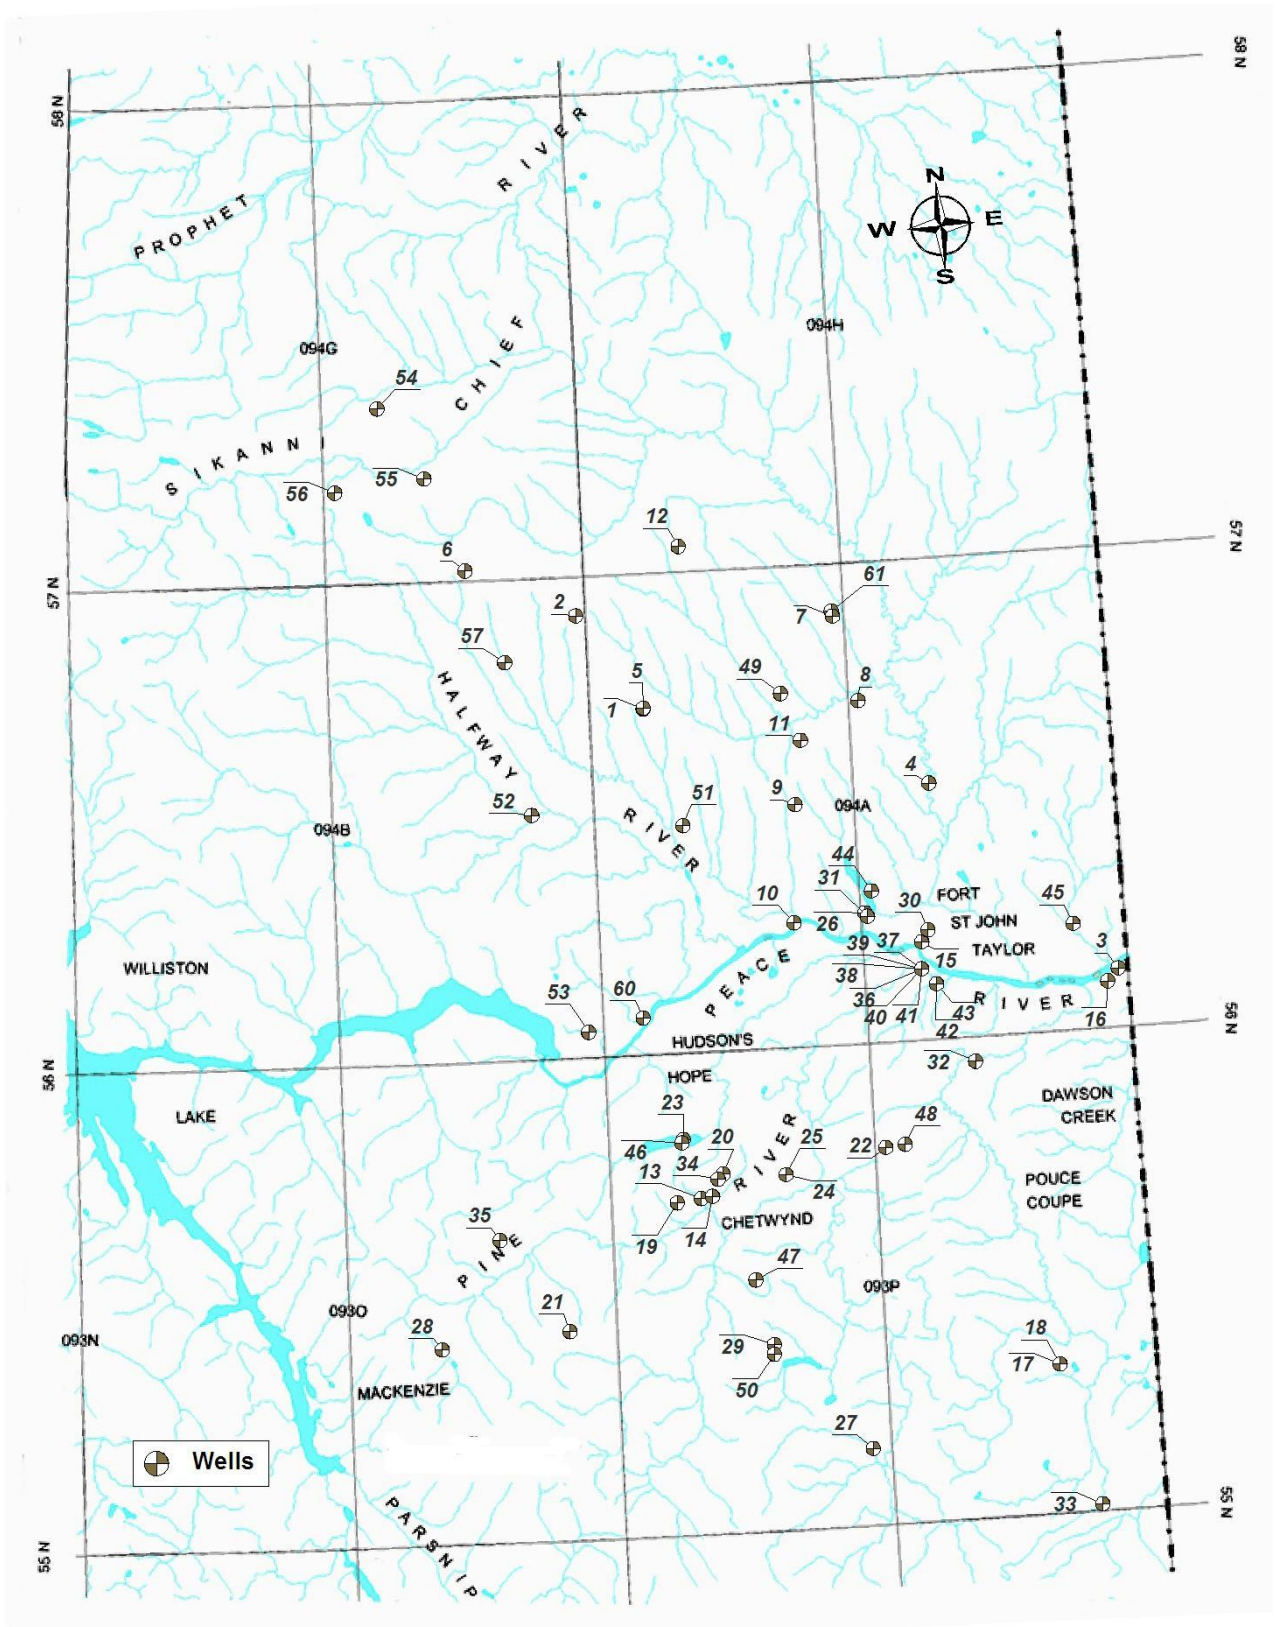 58 N
58 N
RIVER
PROPHET
N
W
E
S
094H
094G
CHIEF
54
SIKANNI
55
56
12
57 N
6
57 N
61
2
7
57
HALFWAY
5
49
8
1
11
4
52
9
51
094A
RIVER
094B
44
31
FORT
10
30
45
26
ST JOHN
39
37
TAYLOR
3
PEACE
15
WILLISTON
38
36
43
RIVER
53
60
40
41
16
56 N
42
HUDSON'S
32
56 N
HOPE
DAWSON
CREEK
LAKE
23
20
RIVER
25
22
48
46
34
13
24
POUCE
COUPE
19
14
CHETWYND
35
PINE
47
093P
21
093O
28
093N
29
18
17
50
MACKENZIE
27
Wells
33
55 N
PARSNIP
55 N